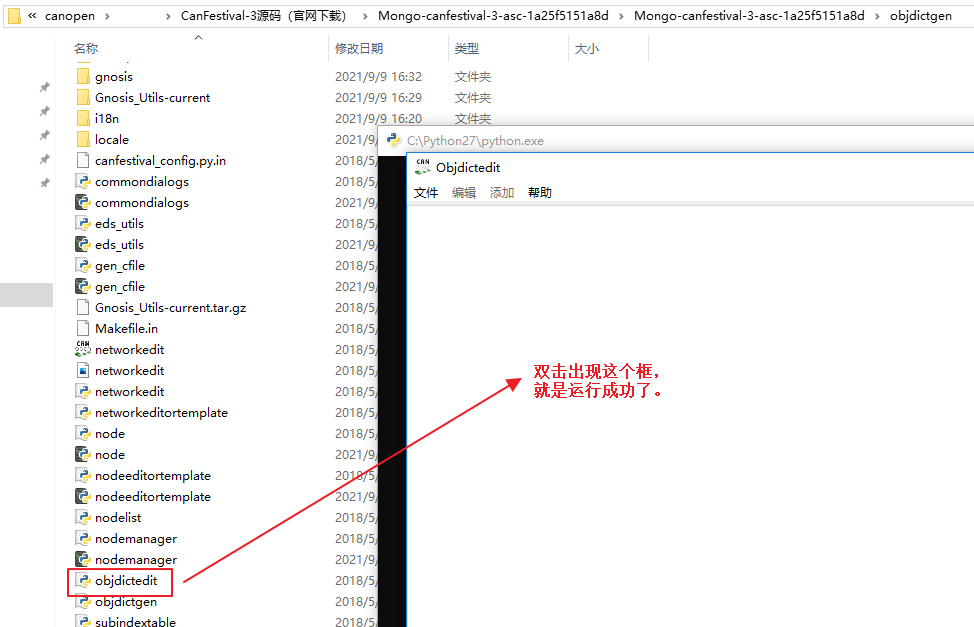 « canopen › › CanFestival-3源码（官网下载） › Mongo-canfestival-3-asc-1a25f5151a8d › Mongo-canfestival-3-asc-1a25f5151a8d › objdictgen
名称 修改日期 类型 大小
gnosis 2021/9/9 16:32 文件夹
Gnosis_Utils-current 2021/9/9 16:29 文件夹
i18n 2021/9/9 16:20 文件夹
locale 2021/9/
C:\Python27\python.exe
canfestival_config.py.in 2018/5/
CAN Objdictedit
commondialogs 2018/5/
文件 编辑 添加 帮助
commondialogs 2021/9/
eds_utils 2018/5/
eds_utils 2021/9/
gen_cfile 2018/5/
gen_cfile 2021/9/
Gnosis_Utils-current.tar.gz 2018/5/
Makefile.in 2018/5/
CAN networkedit 2018/5/
networkedit 2018/5/
双击出现这个框，
就是运行成功了。
networkedit 2018/5/
networkeditortemplate 2018/5/
node 2018/5/
node 2021/9/
nodeeditortemplate 2018/5/
nodeeditortemplate 2021/9/
nodelist 2018/5/
nodemanager 2018/5/
nodemanager 2021/9/
objdictedit 2018/5/
objdictgen 2018/5/
subindextable 2018/5/